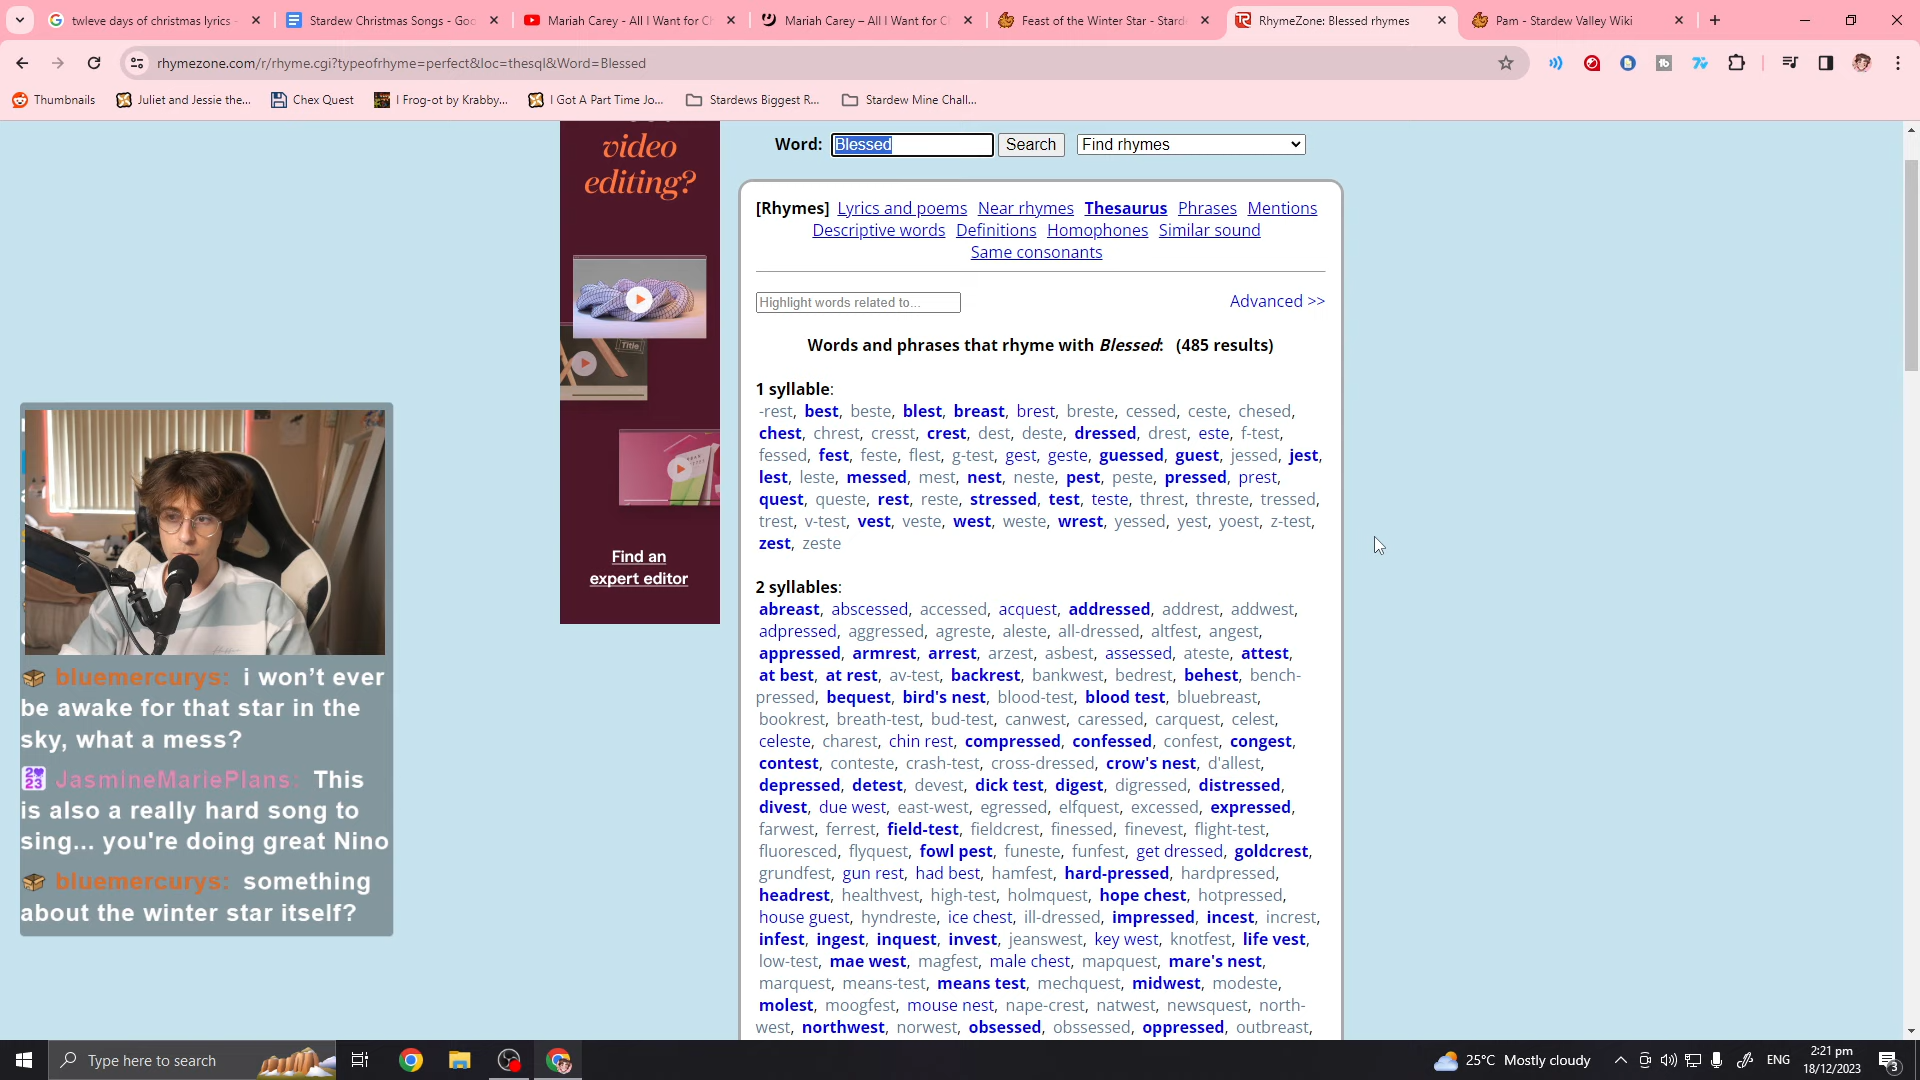 twleve days of christmas lyrics -
Stardew Christmas Songs - Goo
Mariah Carey - All I Want for Ch
Mariah Carey – All I Want for C
Feast of the Winter Star - Stard
RhymeZone: Blessed rhymes
Pam - Stardew Valley Wiki
rhymezone.com/r/rhyme.cgi?typeofrhyme=perfect&loc=thesql&Word=Blessed
Thumbnails
Juliet and Jessie the...
Chex Quest
I Frog-ot by Krabby...
I Got A Part Time Jo...
Stardews Biggest R...
Stardew Mine Chall...
video
editing?
Title
Find an
expert editor
Word: Blessed Search Find rhymes
[Rhymes] Lyrics and poems Near rhymes Thesaurus Phrases Mentions
Descriptive words Definitions Homophones Similar sound
Same consonants
Highlight words related to...
Advanced >>
Words and phrases that rhyme with Blessed: (485 results)
1 syllable:
-rest, best, beste, blest, breast, brest, breste, cessed, ceste, chesed,
chest, chrest, cresst, crest, dest, deste, dressed, drest, este, f-test,
fessed, fest, feste, flest, g-test, gest, geste, guessed, guest, jessed, jest,
lest, leste, messed, mest, nest, neste, pest, peste, pressed, prest,
quest, queste, rest, reste, stressed, test, teste, threst, threste, tressed,
trest, v-test, vest, veste, west, weste, wrest, yessed, yest, yoest, z-test,
zest, zeste
2 syllables:
abreast, abscessed, accessed, acquest, addressed, addrest, addwest,
adpressed, aggressed, agreste, aleste, all-dressed, altfest, angest,
appressed, armrest, arrest, arzest, asbest, assessed, ateste, attest,
at best, at rest, av-test, backrest, bankwest, bedrest, behest, bench-
pressed, bequest, bird's nest, blood-test, blood test, bluebreast,
bookrest, breath-test, bud-test, canwest, caressed, carquest, celest,
celeste, charest, chin rest, compressed, confessed, confest, congest,
contest, conteste, crash-test, cross-dressed, crow's nest, d'allest,
depressed, detest, devest, dick test, digest, digressed, distressed,
divest, due west, east-west, egressed, elfquest, excessed, expressed,
farwest, ferrest, field-test, fieldcrest, finessed, finevest, flight-test,
fluoresced, flyquest, fowl pest, funeste, funfest, get dressed, goldcrest,
grundfest, gun rest, had best, hamfest, hard-pressed, hardpressed,
headrest, healthvest, high-test, holmquest, hope chest, hotpressed,
house guest, hyndreste, ice chest, ill-dressed, impressed, incest, increst,
infest, ingest, inquest, invest, jeanswest, key west, knotfest, life vest,
low-test, mae west, magfest, male chest, mapquest, mare's nest,
marquest, means-test, means test, mechquest, midwest, modeste,
molest, moogfest, mouse nest, nape-crest, natwest, newsquest, north-
west, northwest, norwest, obsessed, obssessed, oppressed, outbreast,
bluemercurys: i won't ever
be awake for that star in the
sky, what a mess?
JasmineMariePlans: This
is also a really hard song to
sing... you're doing great Nino
bluemercurys: something
about the winter star itself?
Type here to search
25°C Mostly cloudy
ENG
2:21 pm
18/12/2023
3